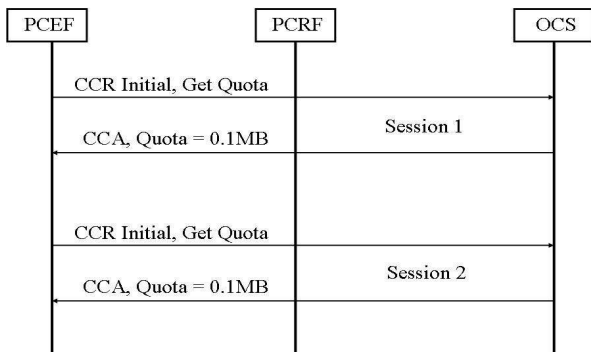 PCEF
PCRF
OCS
CCR Initial, Get Quota
Session 1
CCA, Quota = 0.1MB
CCR Initial, Get Quota
Session 2
CCA, Quota = 0.1MB